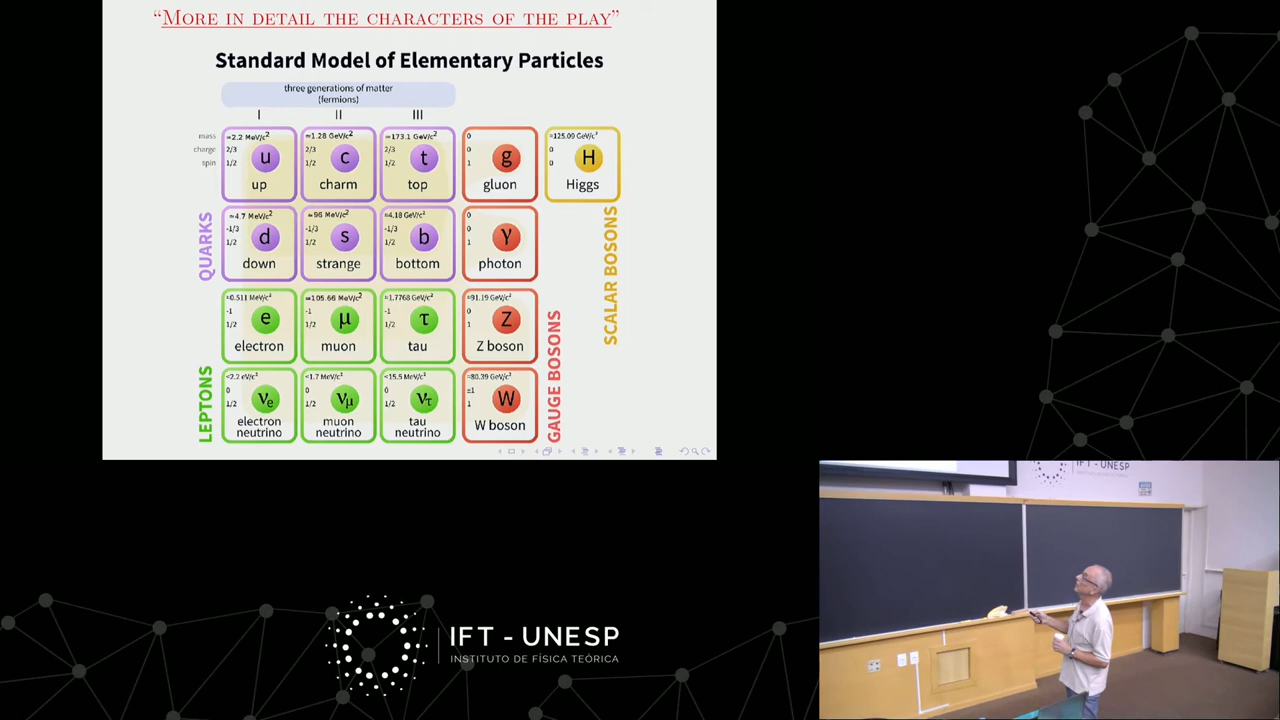 “More in detail the characters of the play”
Standard Model of Elementary Particles
three generations of matter
(fermions)
I II III
mass
charge
spin
≃2.2 MeV/c²
2/3
1/2
u
up
≃1.28 GeV/c²
2/3
1/2
c
charm
≃173.1 GeV/c²
2/3
1/2
t
top
0
0
1
g
gluon
≃125.09 GeV/c²
0
0
H
Higgs
QUARKS
≃4.7 MeV/c²
-1/3
1/2
d
down
≃96 MeV/c²
-1/3
1/2
s
strange
≃4.18 GeV/c²
-1/3
1/2
b
bottom
0
0
1
γ
photon
SCALAR BOSONS
≃0.511 MeV/c²
-1
1/2
e
electron
≃105.66 MeV/c²
-1
1/2
μ
muon
≃1.7768 GeV/c²
-1
1/2
τ
tau
≃91.19 GeV/c²
0
1
Z
Z boson
GAUGE BOSONS
LEPTONS
<2.2 eV/c²
0
1/2
νe
electron
neutrino
<1.7 MeV/c²
0
1/2
νμ
muon
neutrino
<15.5 MeV/c²
0
1/2
ντ
tau
neutrino
≃80.39 GeV/c²
±1
1
W
W boson
IFT - UNESP
IFT - UNESP
INSTITUTO DE FÍSICA TEÓRICA